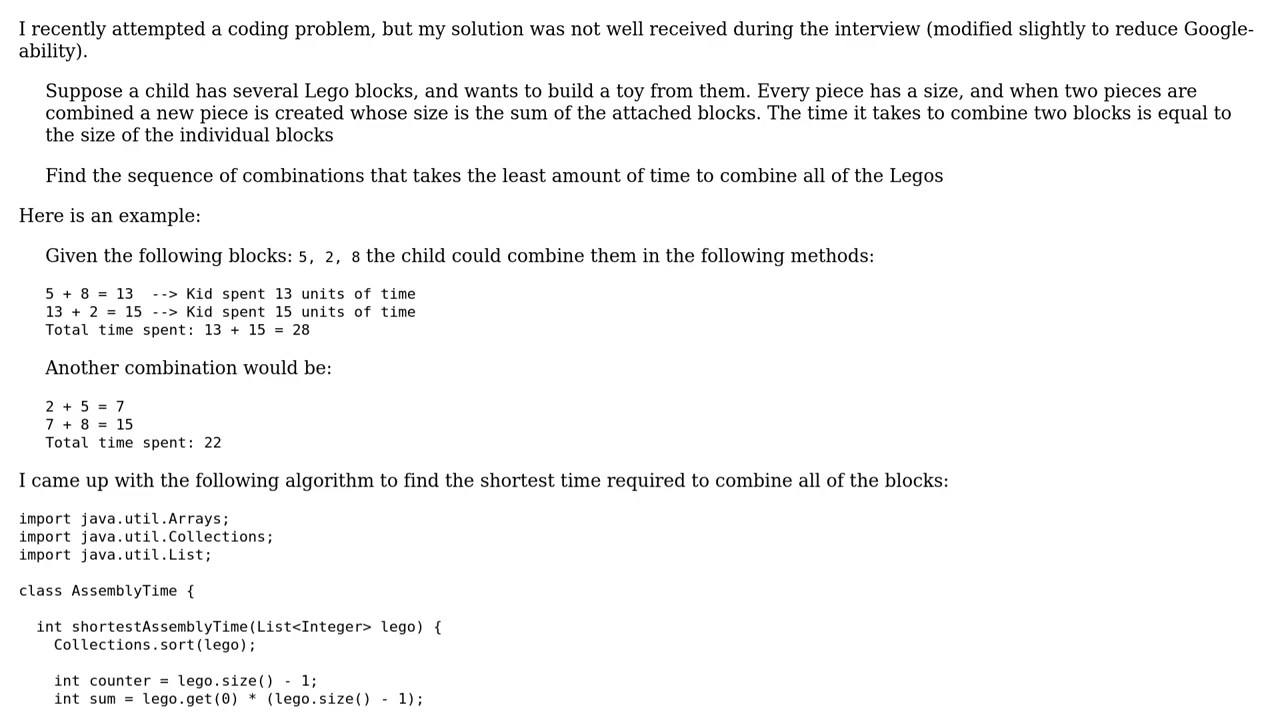 I recently attempted a coding problem, but my solution was not well received during the interview (modified slightly to reduce Google-
ability).
Suppose a child has several Lego blocks, and wants to build a toy from them. Every piece has a size, and when two pieces are
combined a new piece is created whose size is the sum of the attached blocks. The time it takes to combine two blocks is equal to
the size of the individual blocks
Find the sequence of combinations that takes the least amount of time to combine all of the Legos
Here is an example:
Given the following blocks: 5, 2, 8 the child could combine them in the following methods:
5 + 8 = 13  --> Kid spent 13 units of time
13 + 2 = 15 --> Kid spent 15 units of time
Total time spent: 13 + 15 = 28
Another combination would be:
2 + 5 = 7
7 + 8 = 15
Total time spent: 22
I came up with the following algorithm to find the shortest time required to combine all of the blocks:
import java.util.Arrays;
import java.util.Collections;
import java.util.List;
class AssemblyTime {
  int shortestAssemblyTime(List<Integer> lego) {
    Collections.sort(lego);
    int counter = lego.size() - 1;
    int sum = lego.get(0) * (lego.size() - 1);